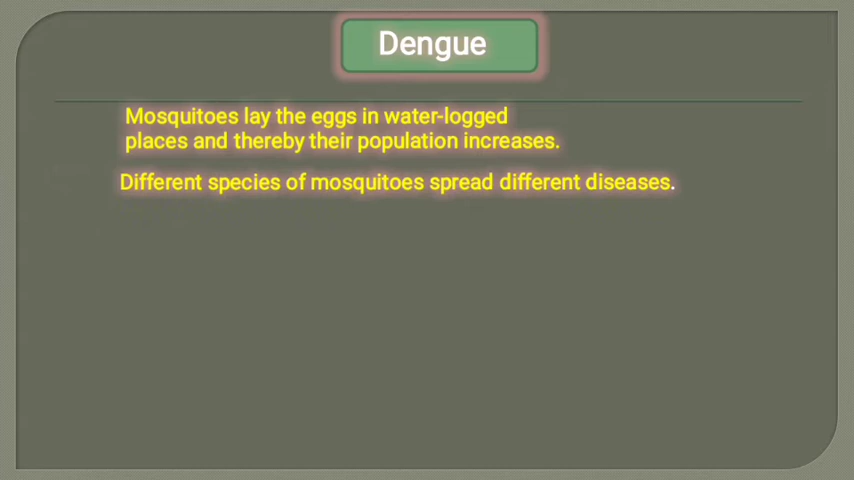 Dengue
Mosquitoes lay the eggs in water-logged
places and thereby their population increases.
Different species of mosquitoes spread different diseases.